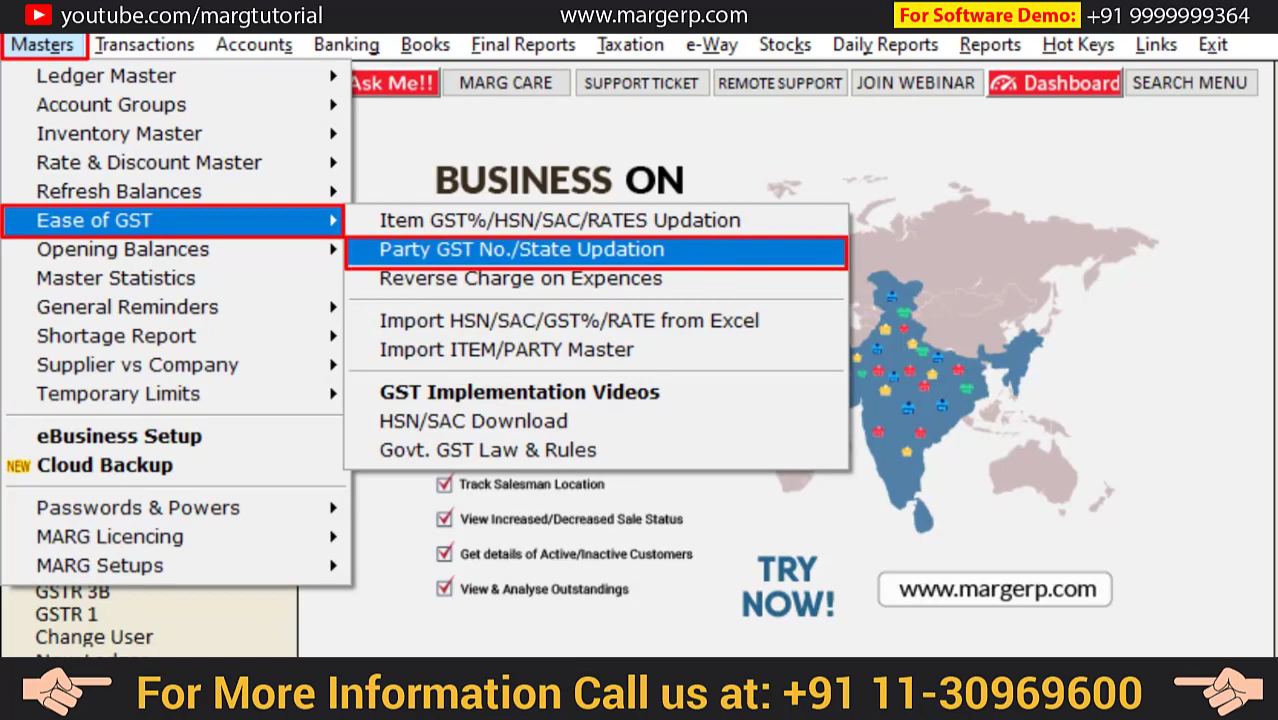 youtube.com/margtutorial
www.margerp.com
For Software Demo: +91 9999999364
Masters Transactions Accounts Banking Books Final Reports Taxation e-Way Stocks Daily Reports Reports Hot Keys Links Exit
Ask Me!! MARG CARE SUPPORT TICKET REMOTE SUPPORT JOIN WEBINAR Dashboard SEARCH MENU
Ledger Master
Account Groups
Inventory Master
Rate & Discount Master
Refresh Balances
Ease of GST
Opening Balances
Master Statistics
General Reminders
Shortage Report
Supplier vs Company
Temporary Limits
eBusiness Setup
NEW Cloud Backup
Passwords & Powers
MARG Licencing
MARG Setups
GSTR 3B
GSTR 1
Change User
BUSINESS ON
Item GST%/HSN/SAC/RATES Updation
Party GST No./State Updation
Reverse Charge on Expences
Import HSN/SAC/GST%/RATE from Excel
Import ITEM/PARTY Master
GST Implementation Videos
HSN/SAC Download
Govt. GST Law & Rules
Track Salesman Location
View Increased/Decreased Sale Status
Get details of Active/Inactive Customers
View & Analyse Outstandings
TRY
NOW!
www.margerp.com
For More Information Call us at: +91 11-30969600